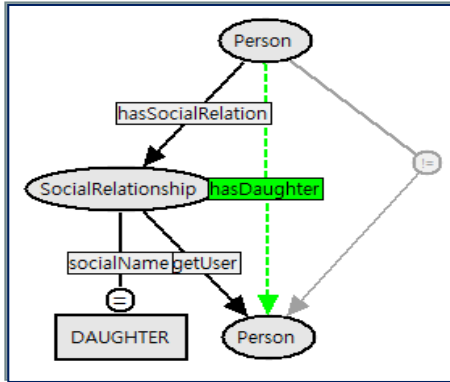 Person
hasSocialRelation
!=
SocialRelationship
hasDaughter
socialName
getUser
=
DAUGHTER
Person